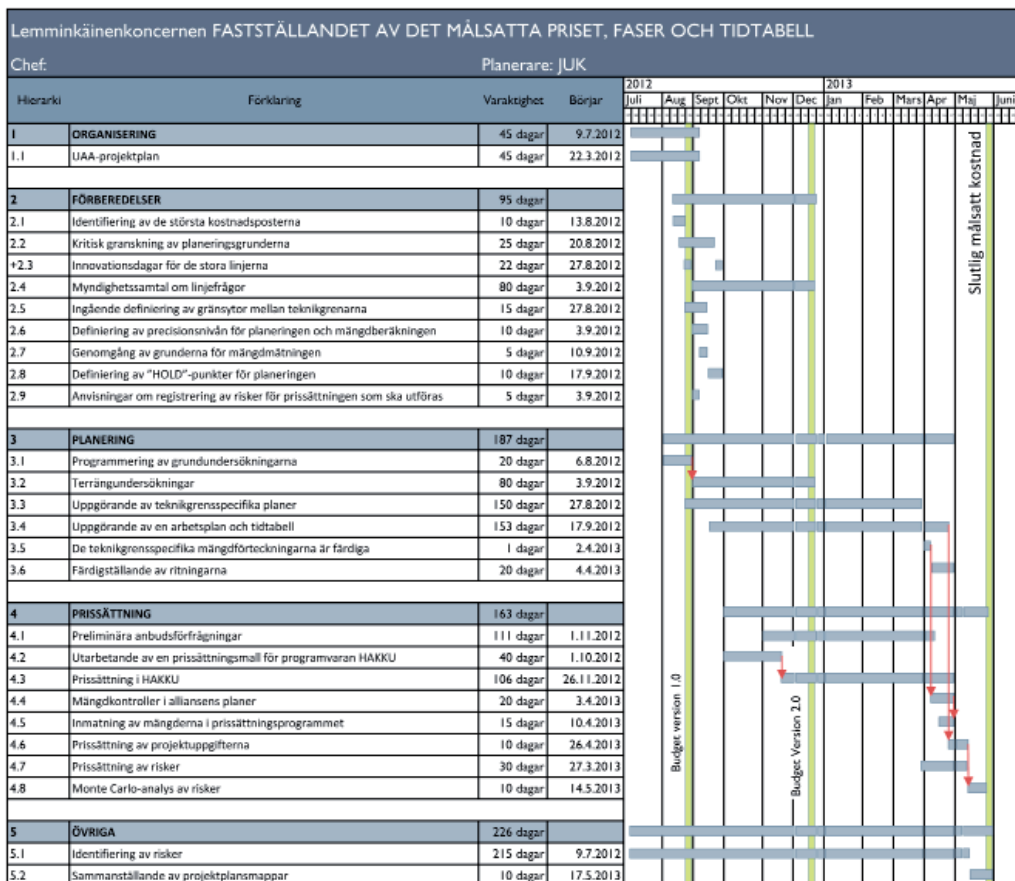 Lemminkäinenkoncernen FASTSTÄLLANDET AV DET MÅLSATTA PRISET, FASER OCH TIDTABELL
Chef: Planerare: JUK
2012 2013
Hierarki Förklaring Varaktighet Börjar Juli Aug Sept Okt Nov Dec Jan Feb Mars Apr Maj Juni
1 ORGANISERING 45 dagar 9.7.2012
1.1 UAA-projektplan 45 dagar 22.3.2012
2 FÖRBEREDELSER 95 dagar
2.1 Identifiering av de största kostnadsposterna 10 dagar 13.8.2012
2.2 Kritisk granskning av planeringsgrunderna 25 dagar 20.8.2012
+2.3 Innovationsdagar för de stora linjerna 22 dagar 27.8.2012
2.4 Myndighetssamtal om linjefrågor 80 dagar 3.9.2012
2.5 Ingående definiering av gränsytor mellan teknikgrenarna 15 dagar 27.8.2012
2.6 Definiering av precisionsnivån för planeringen och mängdberäkningen 10 dagar 3.9.2012
2.7 Genomgång av grunderna för mängdmätningen 5 dagar 10.9.2012
2.8 Definiering av "HOLD"-punkter för planeringen 10 dagar 17.9.2012
2.9 Anvisningar om registrering av risker för prissättningen som ska utföras 5 dagar 3.9.2012
3 PLANERING 187 dagar
3.1 Programmering av grundundersökningarna 20 dagar 6.8.2012
3.2 Terrängundersökningar 80 dagar 3.9.2012
3.3 Uppgörande av teknikgrensspecifika planer 150 dagar 27.8.2012
3.4 Uppgörande av en arbetsplan och tidtabell 153 dagar 17.9.2012
3.5 De teknikgrensspecifika mängdförteckningarna är färdiga 1 dagar 2.4.2013
3.6 Färdigställande av ritningarna 20 dagar 4.4.2013
4 PRISSÄTTNING 163 dagar
4.1 Preliminära anbudsförfrågningar 111 dagar 1.11.2012
4.2 Utarbetande av en prissättningsmall för programvaran HAKKU 40 dagar 1.10.2012
4.3 Prissättning i HAKKU 106 dagar 26.11.2012
4.4 Mängdkontroller i alliansens planer 20 dagar 3.4.2013
4.5 Inmatning av mängderna i prissättningsprogrammet 15 dagar 10.4.2013
4.6 Prissättning av projektuppgifterna 10 dagar 26.4.2013
4.7 Prissättning av risker 30 dagar 27.3.2013
4.8 Monte Carlo-analys av risker 10 dagar 14.5.2013
5 ÖVRIGA 226 dagar
5.1 Identifiering av risker 215 dagar 9.7.2012
5.2 Sammanställande av projektplansmappar 10 dagar 17.5.2013
Budget version 1.0
Budget Version 2.0
Slutlig målsatt kostnad